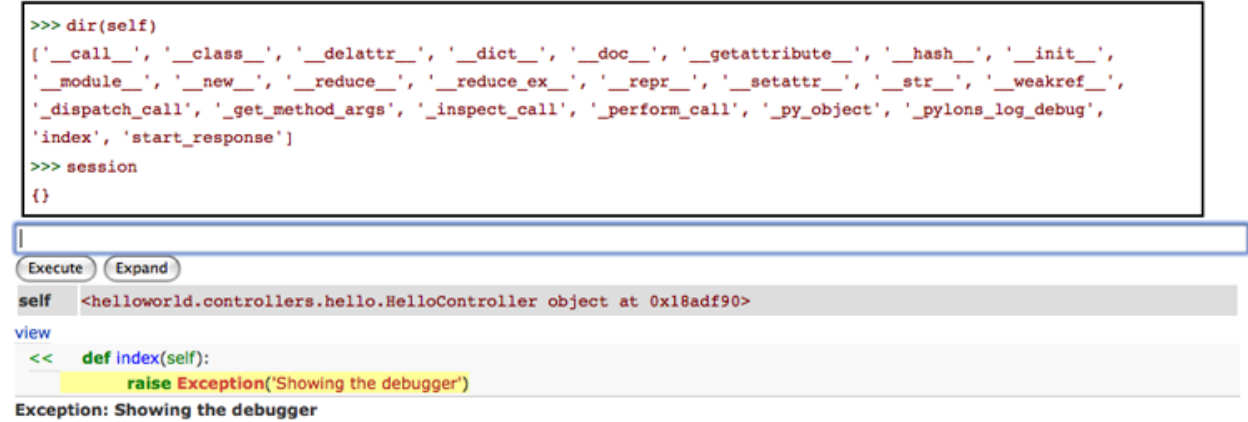 >>> dir(self)
['__call__', '__class__', '__delattr__', '__dict__', '__doc__', '__getattribute__', '__hash__', '__init__',
'__module__', '__new__', '__reduce__', '__reduce_ex__', '__repr__', '__setattr__', '__str__', '__weakref__',
'_dispatch_call', '_get_method_args', '_inspect_call', '_perform_call', '_py_object', '_pylons_log_debug',
'index', 'start_response']
>>> session
{}
Execute Expand
self <helloworld.controllers.hello.HelloController object at 0x18adf90>
view
<< def index(self):
raise Exception('Showing the debugger')
Exception: Showing the debugger